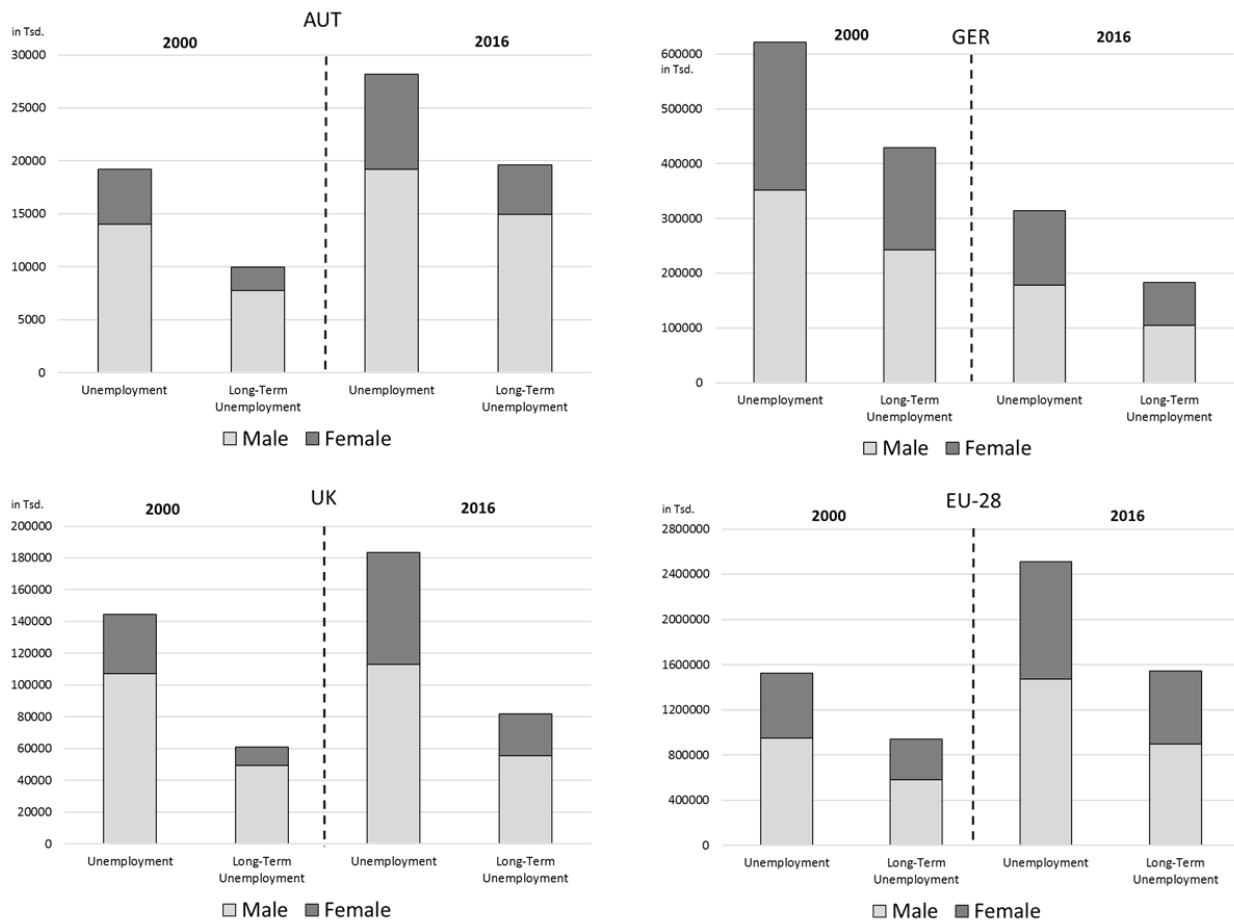 AUT
in Tsd.
2000 2016
30000
25000
20000
15000
10000
5000
0
Unemployment Long-Term Unemployment Long-Term
Unemployment Unemployment
Male Female
2000 GER 2016
600000
in Tsd.
500000
400000
300000
200000
100000
0
Unemployment Long-Term Unemployment Long-Term
Unemployment Unemployment
Male Female
UK
in Tsd.
2000 2016
200000
180000
160000
140000
120000
100000
80000
60000
40000
20000
0
Unemployment Long-Term Unemployment Long-Term
Unemployment Unemployment
Male Female
EU-28
in Tsd.
2000 2016
2800000
2400000
2000000
1600000
1200000
800000
400000
0
Unemployment Long-Term Unemployment Long-Term
Unemployment Unemployment
Male Female